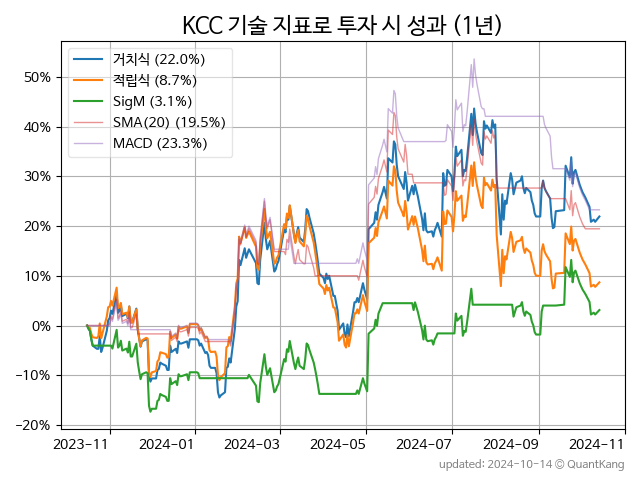 KCC 기술 지표로 투자 시 성과 (1년)
거치식 (22.0%)
적립식 (8.7%)
SigM (3.1%)
SMA(20) (19.5%)
MACD (23.3%)
50%
40%
30%
20%
10%
0%
−10%
−20%
2023-11 2024-01 2024-03 2024-05 2024-07 2024-09 2024-11
updated: 2024-10-14 © QuantKang